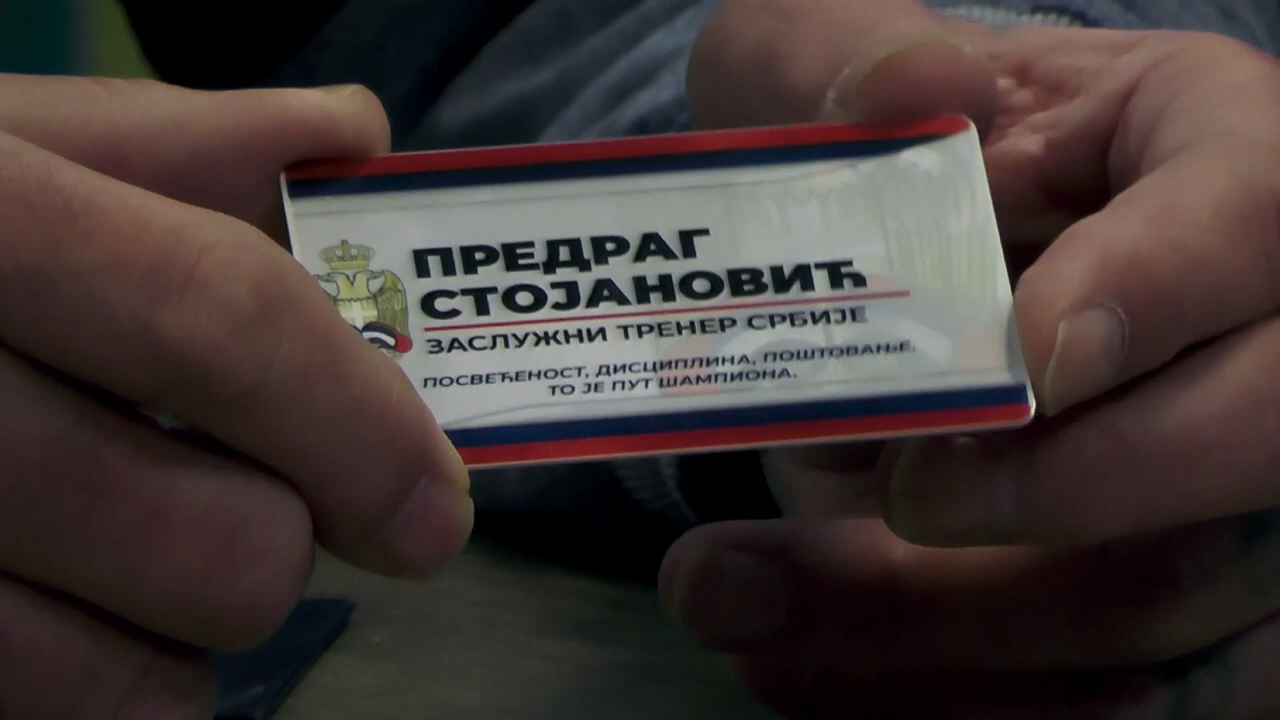 ПРЕДРАГ
СТОЈАНОВИЋ
ЗАСЛУЖНИ ТРЕНЕР СРБИЈЕ
ПОСВЕЋЕНОСТ, ДИСЦИПЛИНА, ПОШТОВАЊЕ.
ТО ЈЕ ПУТ ШАМПИОНА.